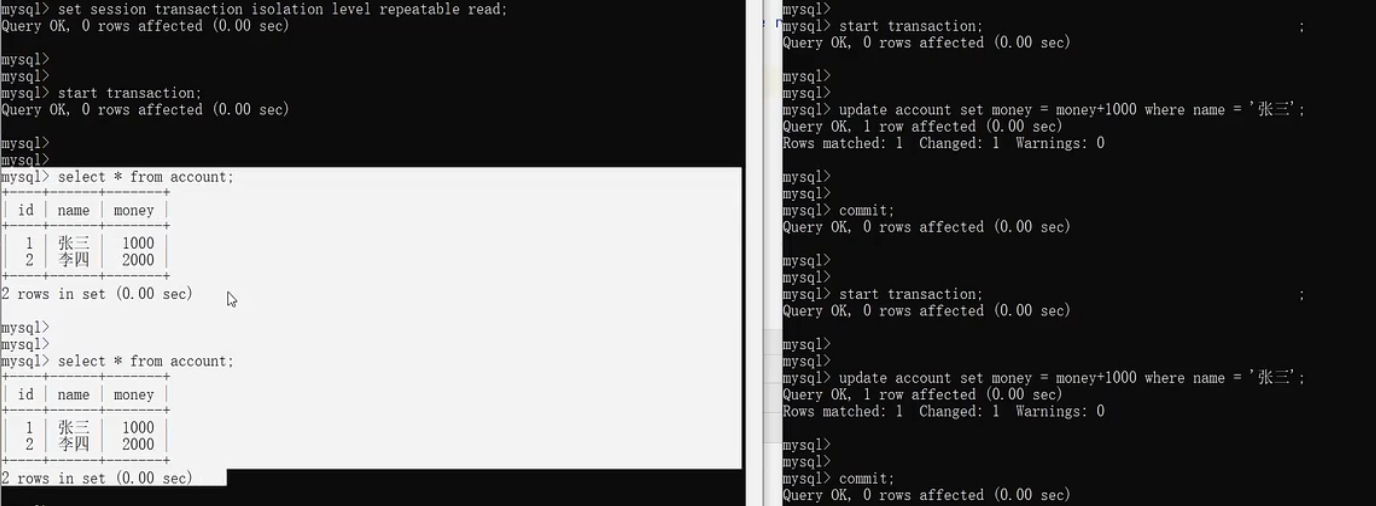 mysql> set session transaction isolation level repeatable read;
Query OK, 0 rows affected (0.00 sec)
mysql>
mysql>
mysql> start transaction;
Query OK, 0 rows affected (0.00 sec)
mysql>
mysql>
mysql> select * from account;
+----+------+-------+
| id | name | money |
+----+------+-------+
| 1 | 张三 | 1000 |
| 2 | 李四 | 2000 |
+----+------+-------+
2 rows in set (0.00 sec)
mysql>
mysql>
mysql> select * from account;
+----+------+-------+
| id | name | money |
+----+------+-------+
| 1 | 张三 | 1000 |
| 2 | 李四 | 2000 |
+----+------+-------+
2 rows in set (0.00 sec)
mysql>
mysql> start transaction; ;
Query OK, 0 rows affected (0.00 sec)
mysql>
mysql>
mysql> update account set money = money+1000 where name = '张三';
Query OK, 1 row affected (0.00 sec)
Rows matched: 1 Changed: 1 Warnings: 0
mysql>
mysql>
mysql> commit;
Query OK, 0 rows affected (0.00 sec)
mysql>
mysql>
mysql> start transaction; ;
Query OK, 0 rows affected (0.00 sec)
mysql>
mysql>
mysql> update account set money = money+1000 where name = '张三';
Query OK, 1 row affected (0.00 sec)
Rows matched: 1 Changed: 1 Warnings: 0
mysql>
mysql>
mysql> commit;
Query OK, 0 rows affected (0.00 sec)